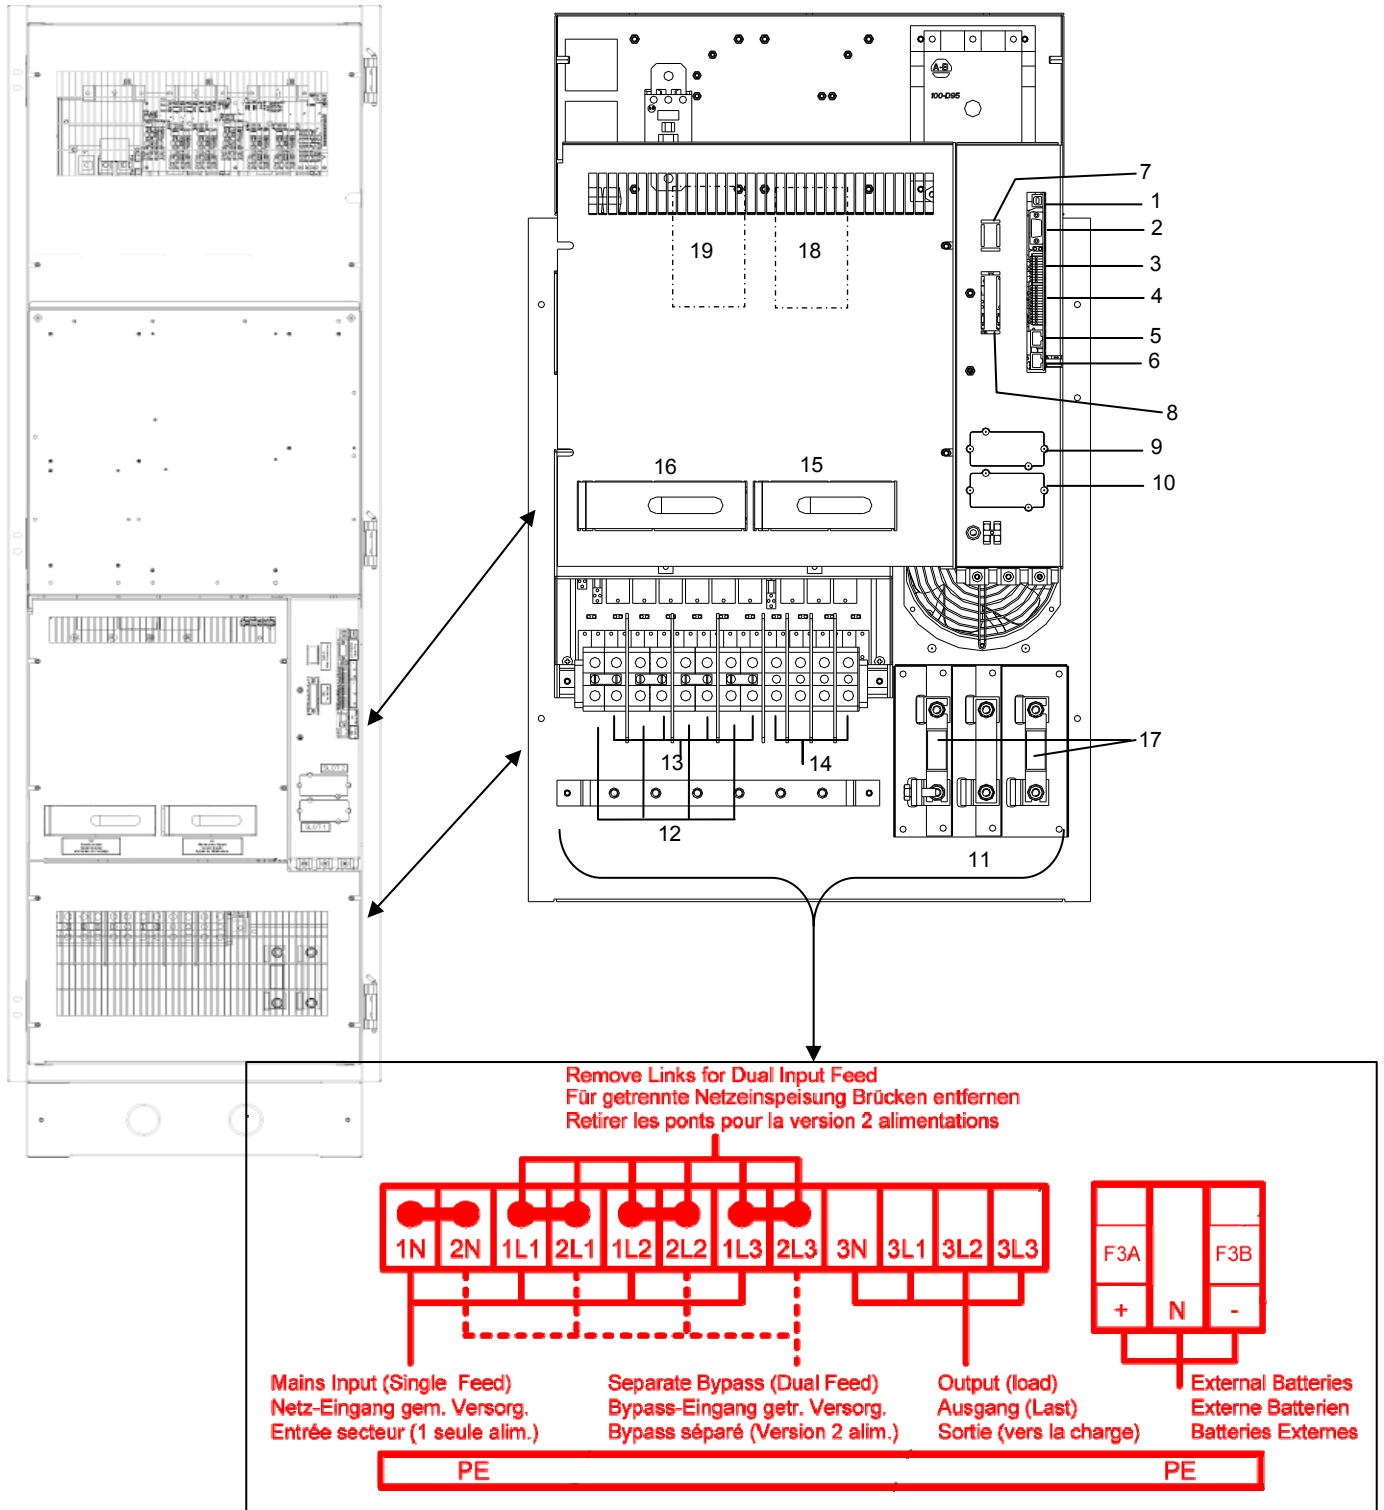 A-B
100-D95
7
1
2
19
18
3
4
5
6
8
16
15
9
10
SLOT 2
SLOT 1
13
14
17
12
11
Remove Links for Dual Input Feed
Für getrennte Netzeinspeisung Brücken entfernen
Retirer les ponts pour la version 2 alimentations
1N 2N 1L1 2L1 1L2 2L2 1L3 2L3 3N 3L1 3L2 3L3
F3A F3B
+ N -
Mains Input (Single Feed)
Netz-Eingang gem. Versorg.
Entrée secteur (1 seule alim.)
Separate Bypass (Dual Feed)
Bypass-Eingang getr. Versorg.
Bypass séparé (Version 2 alim.)
Output (load)
Ausgang (Last)
Sortie (vers la charge)
External Batteries
Externe Batterien
Batteries Externes
PE PE